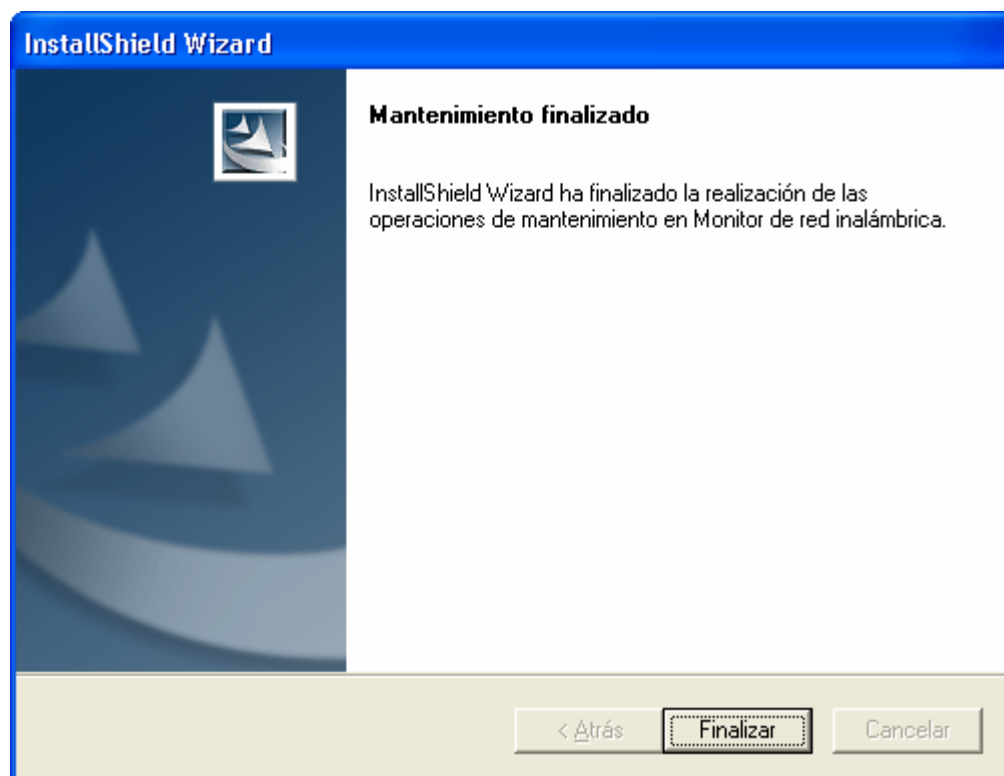 InstallShield Wizard
Mantenimiento finalizado
InstallShield Wizard ha finalizado la realización de las
operaciones de mantenimiento en Monitor de red inalámbrica.
< Atrás Finalizar Cancelar